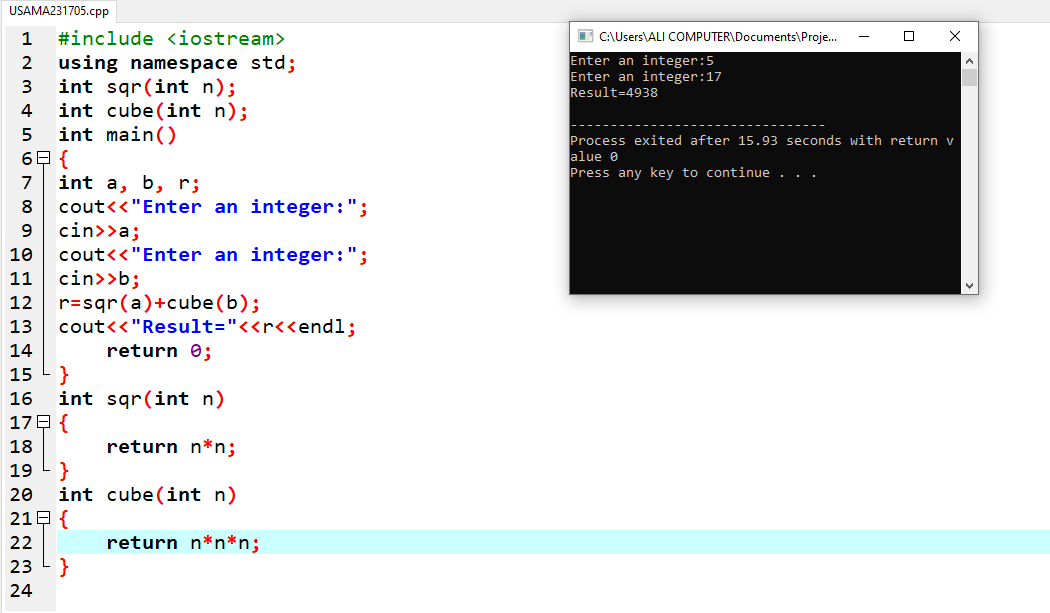 USAMA231705.cpp
1 #include <iostream>
2 using namespace std;
3 int sqr(int n);
4 int cube(int n);
5 int main()
6 {
7 int a, b, r;
8 cout<<"Enter an integer:";
9 cin>>a;
10 cout<<"Enter an integer:";
11 cin>>b;
12 r=sqr(a)+cube(b);
13 cout<<"Result="<<r<<endl;
14 return 0;
15 }
16 int sqr(int n)
17 {
18 return n*n;
19 }
20 int cube(int n)
21 {
22 return n*n*n;
23 }
24
C:\Users\ALI COMPUTER\Documents\Proje...
Enter an integer:5
Enter an integer:17
Result=4938
--------------------------------
Process exited after 15.93 seconds with return v
alue 0
Press any key to continue . . .